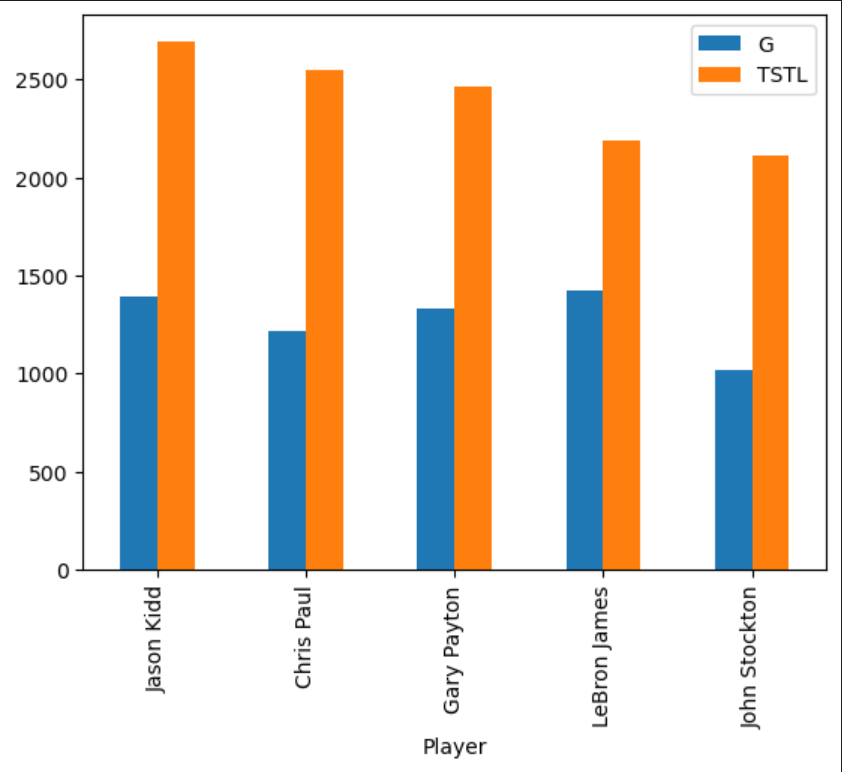 G
TSTL
2500
2000
1500
1000
500
0
Jason Kidd
Chris Paul
Gary Payton
LeBron James
John Stockton
Player